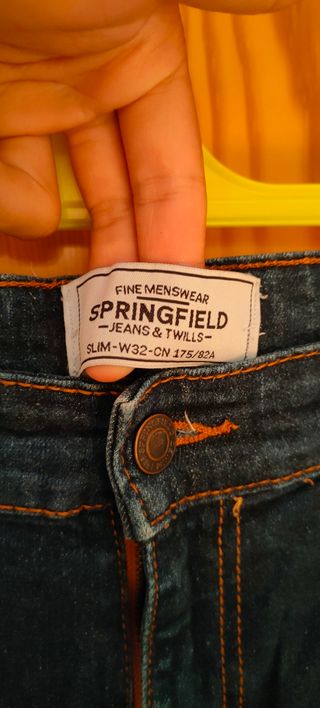 FINE MENSWEAR
SPRINGFIELD
-JEANS & TWILLS-
SLIM-W32-CN 175/82A